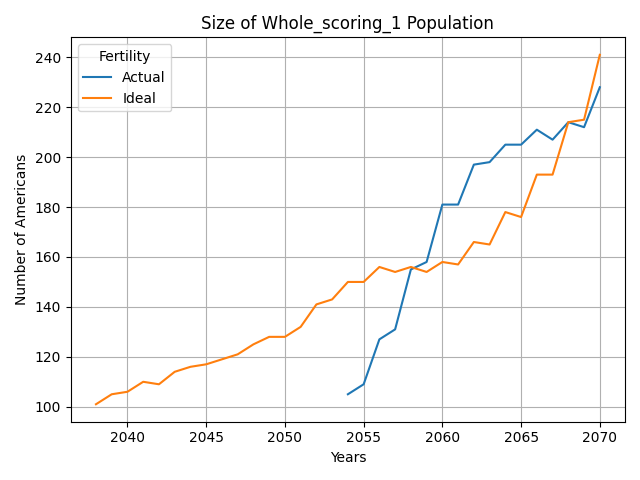 Size of Whole_scoring_1 Population
Fertility
Actual
Ideal
Number of Americans
240
220
200
180
160
140
120
100
2040 2045 2050 2055 2060 2065 2070
Years